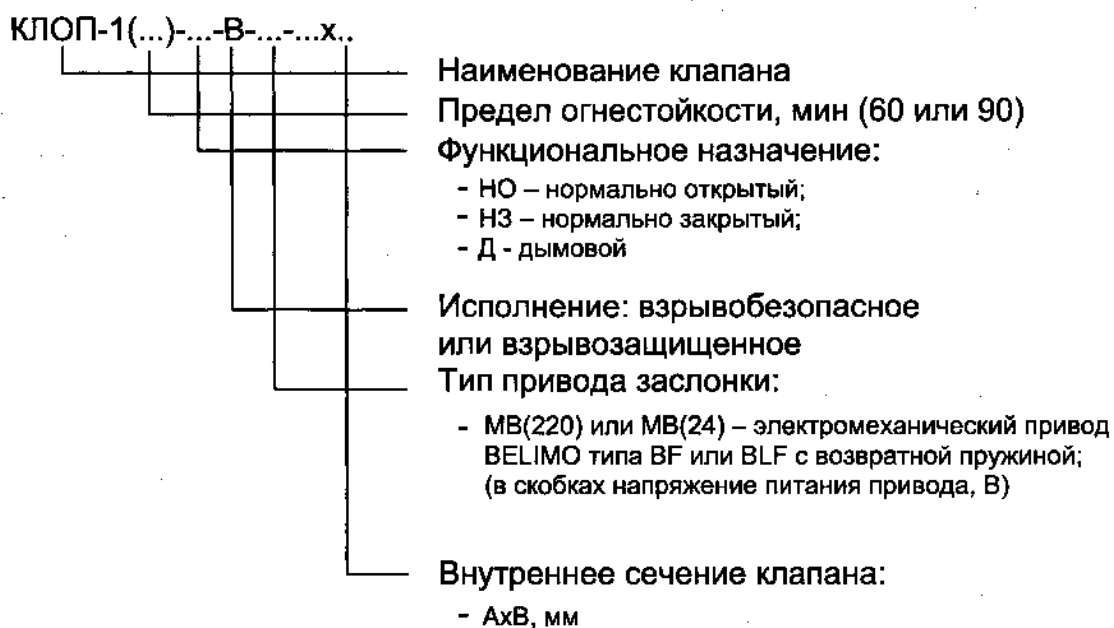 КЛОП-1(...)-...-В-...-...х..
Наименование клапана
Предел огнестойкости, мин (60 или 90)
Функциональное назначение:
- НО – нормально открытый;
- НЗ – нормально закрытый;
- Д - дымовой
Исполнение: взрывобезопасное
или взрывозащищенное
Тип привода заслонки:
- МВ(220) или МВ(24) – электромеханический привод
BELIMO типа BF или BLF с возвратной пружиной;
(в скобках напряжение питания привода, В)
Внутреннее сечение клапана:
- АхВ, мм